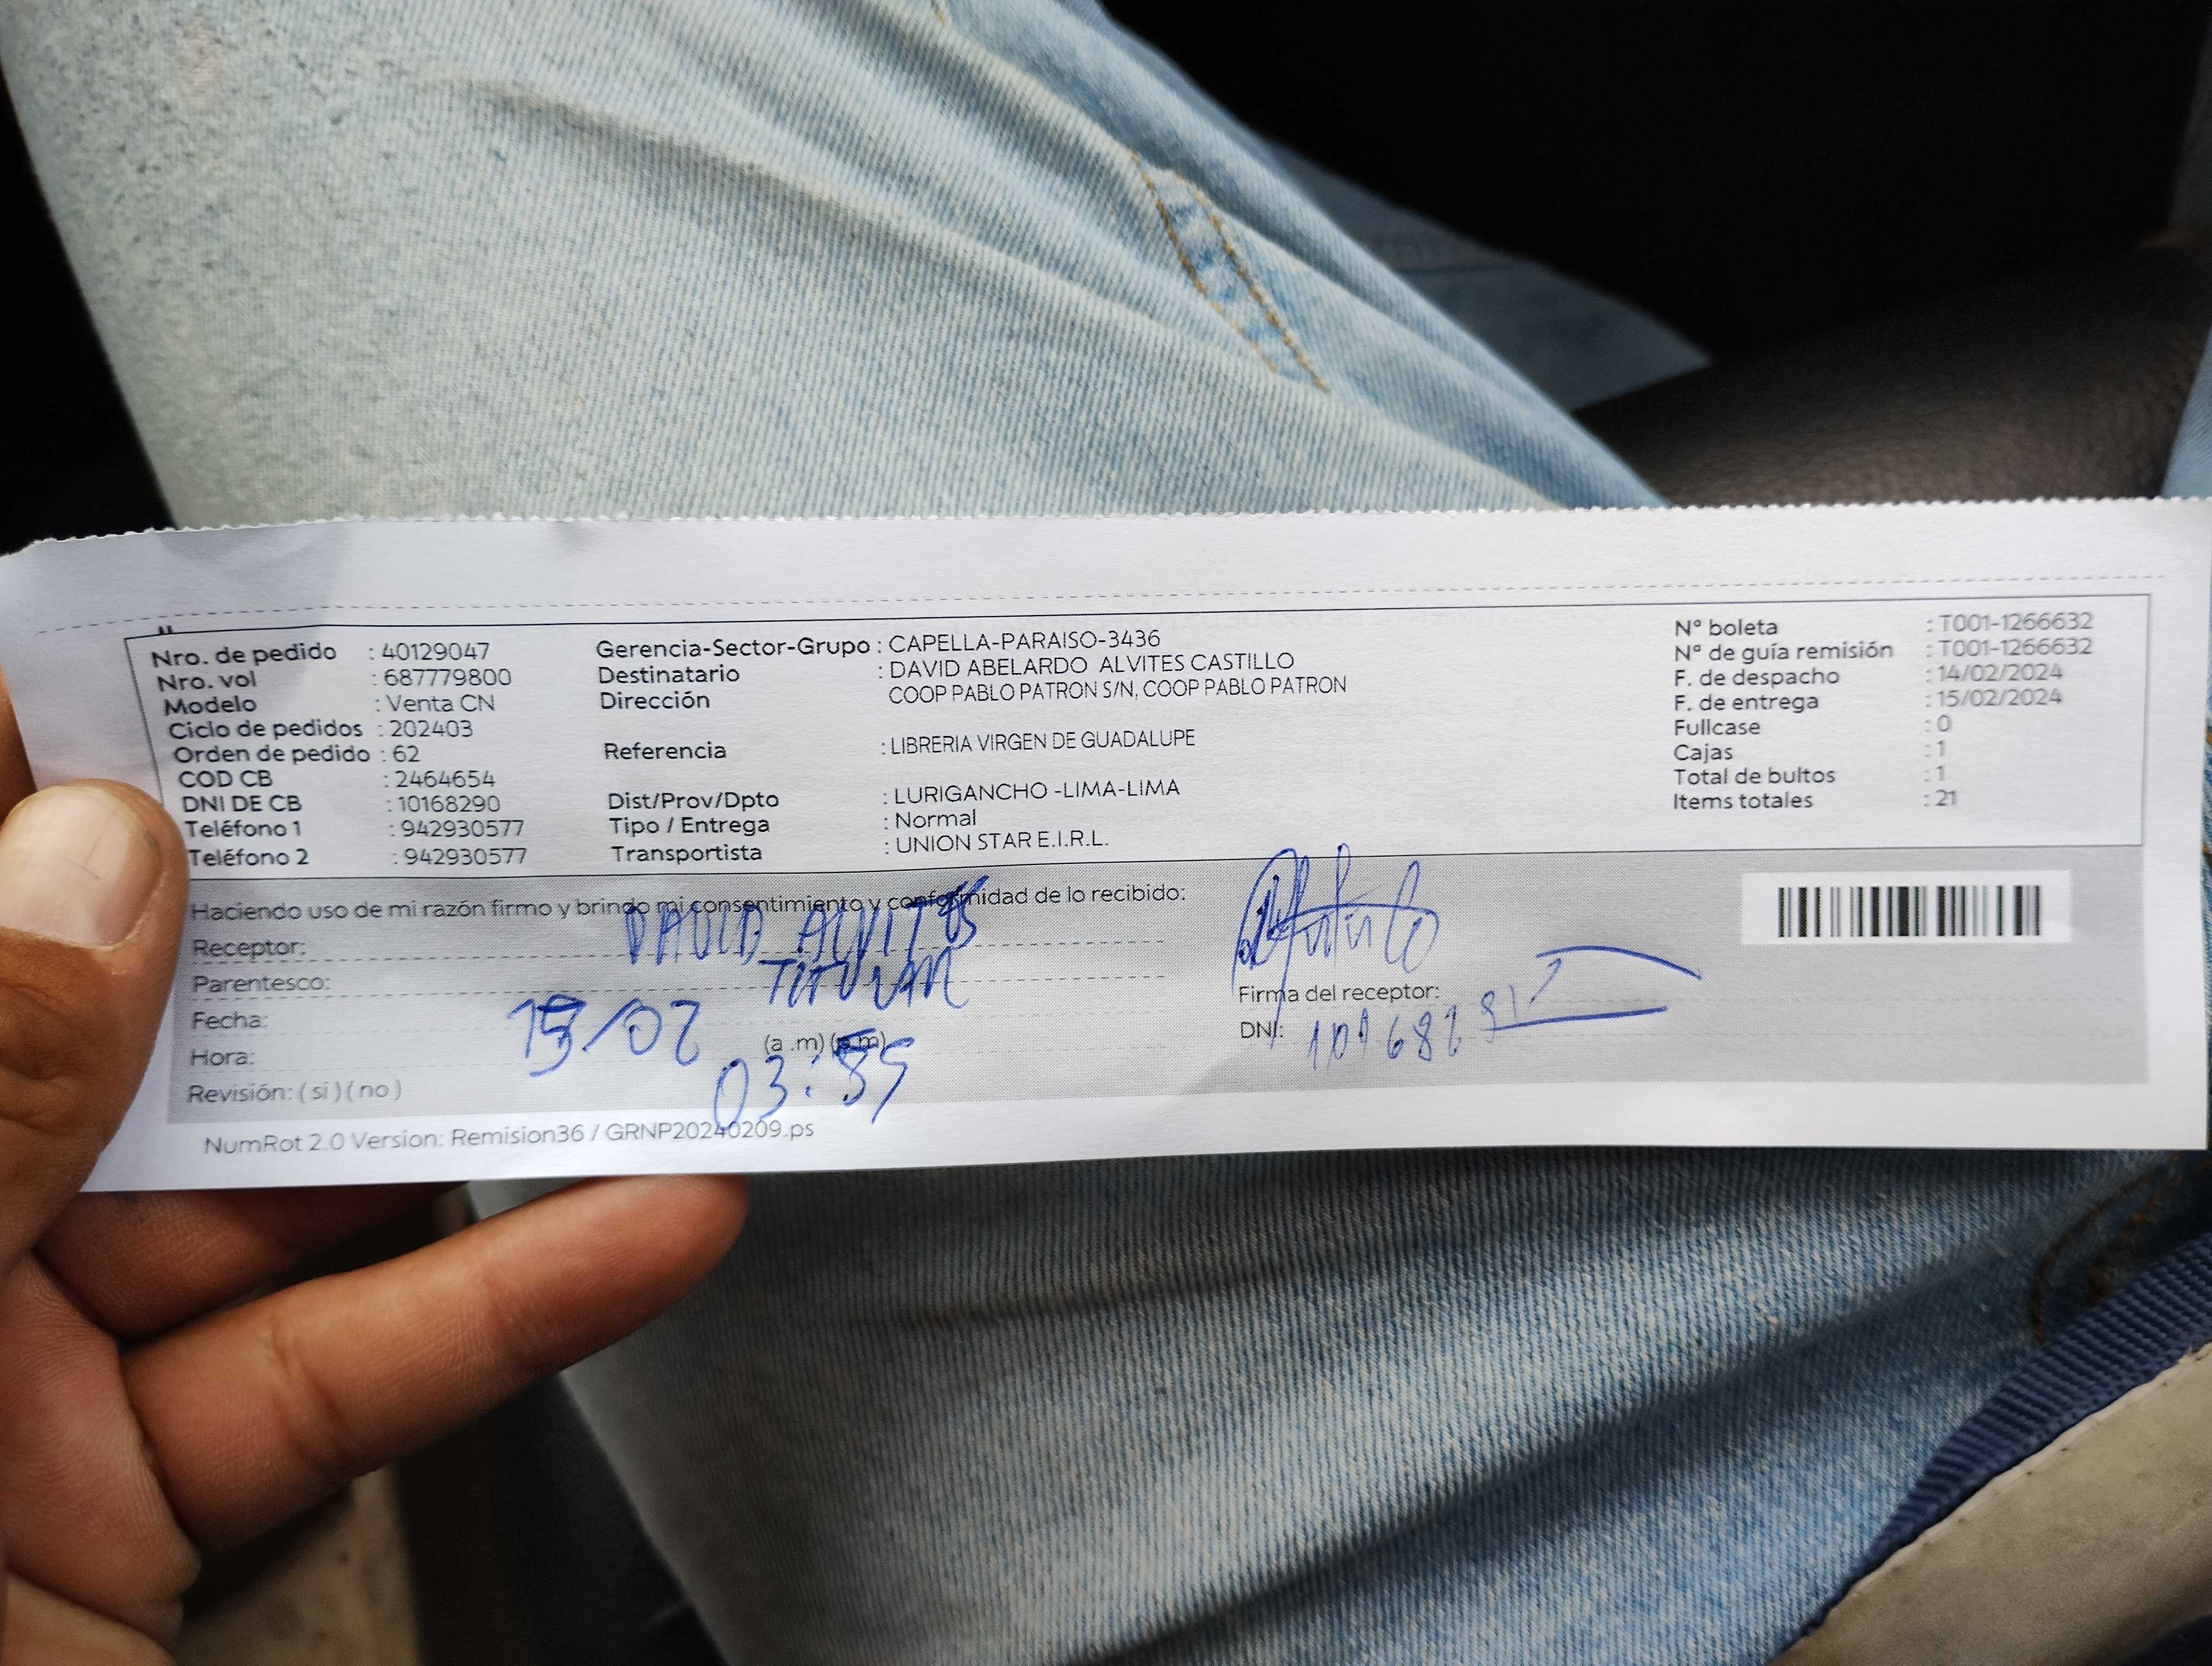 Nro. de pedido : 40129047
Nro. vol : 687779800
Modelo : Venta CN
Ciclo de pedidos : 202403
Orden de pedido : 62
COD CB : 2464654
DNI DE CB : 10168290
Teléfono 1 : 942930577
Teléfono 2 : 942930577
Gerencia-Sector-Grupo : CAPELLA-PARAISO-3436
Destinatario : DAVID ABELARDO ALVITES CASTILLO
Dirección COOP PABLO PATRON S/N, COOP PABLO PATRON
Referencia : LIBRERIA VIRGEN DE GUADALUPE
Dist/Prov/Dpto : LURIGANCHO -LIMA-LIMA
Tipo / Entrega : Normal
Transportista : UNION STAR E.I.R.L.
N° boleta : T001-1266632
N° de guía remisión : T001-1266632
F. de despacho : 14/02/2024
F. de entrega : 15/02/2024
Fullcase : 0
Cajas : 1
Total de bultos : 1
Items totales : 21
Haciendo uso de mi razón firmo y brindo mi consentimiento y conformidad de lo recibido:
Receptor: DAVID ALVITES
Parentesco: TITULAR
Fecha: 15/02
Hora: 03:55 (a .m) (p.m)
Revisión: ( si ) ( no )
Firma del receptor:
DNI:
NumRot 2.0 Version: Remision36 / GRNP20240209.ps